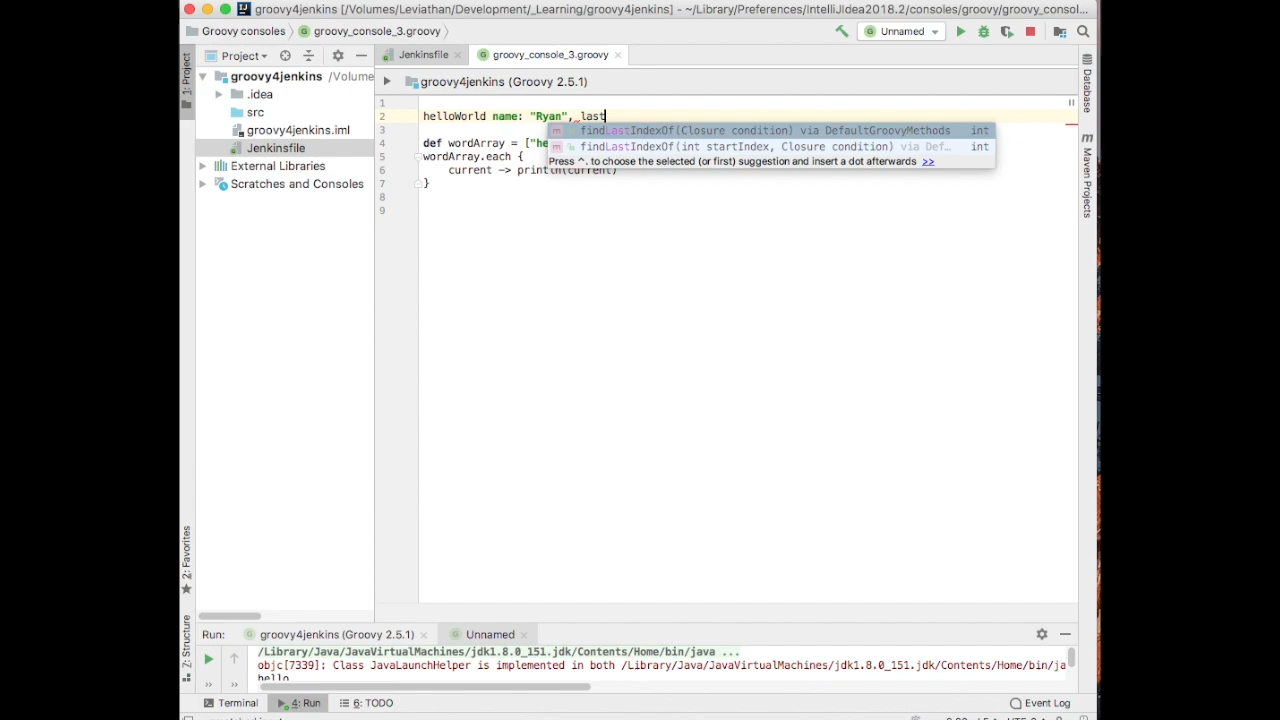 groovy4jenkins [/Volumes/Leviathan/Development/_Learning/groovy4jenkins] - ~/Library/Preferences/IntelliJIdea2018.2/consoles/groovy/groovy_consol...
Groovy consoles groovy_console_3.groovy
Unnamed
1: Project
Project
Jenkinsfile
groovy_console_3.groovy
groovy4jenkins /Volume
.idea
src
groovy4jenkins.iml
Jenkinsfile
External Libraries
Scratches and Consoles
groovy4jenkins (Groovy 2.5.1)
1
2 helloWorld name: "Ryan", last
3
4 def wordArray = ["he
5 wordArray.each {
6 current -> println(current)
7 }
8
9
m findLastIndexOf(Closure condition) via DefaultGroovyMethods int
m findLastIndexOf(int startIndex, Closure condition) via Def... int
Press ^. to choose the selected (or first) suggestion and insert a dot afterwards >>
Database
m Maven Projects
2: Favorites
7: Structure
Run: groovy4jenkins (Groovy 2.5.1) Unnamed
/Library/Java/JavaVirtualMachines/jdk1.8.0_151.jdk/Contents/Home/bin/java ...
objc[7339]: Class JavaLaunchHelper is implemented in both /Library/Java/JavaVirtualMachines/jdk1.8.0_151.jdk/Contents/Home/bin/ja
hello
Terminal 4: Run 6: TODO Event Log